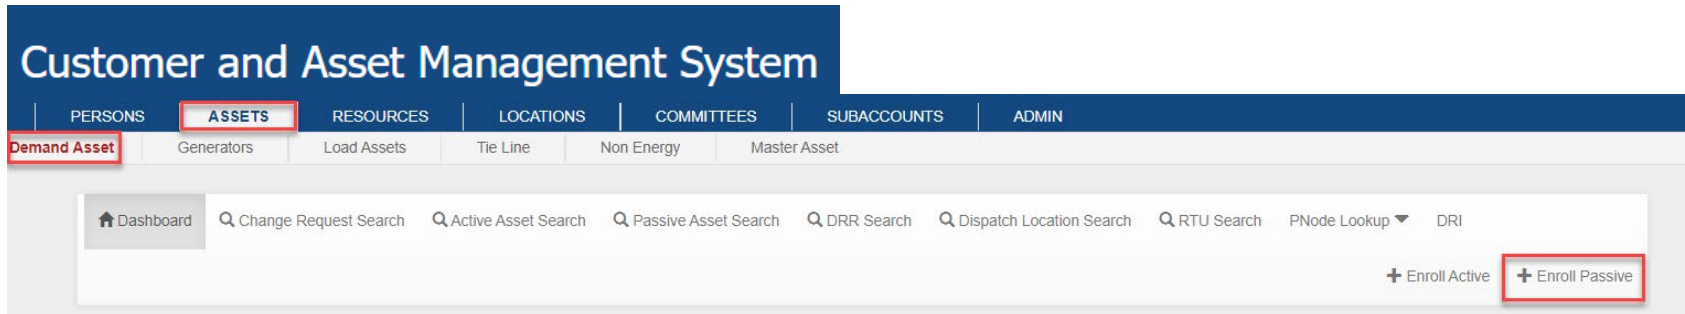 Customer and Asset Management System
PERSONS ASSETS RESOURCES LOCATIONS COMMITTEES SUBACCOUNTS ADMIN
Demand Asset Generators Load Assets Tie Line Non Energy Master Asset
Dashboard Change Request Search Active Asset Search Passive Asset Search DRR Search Dispatch Location Search RTU Search PNode Lookup DRI
Enroll Active Enroll Passive